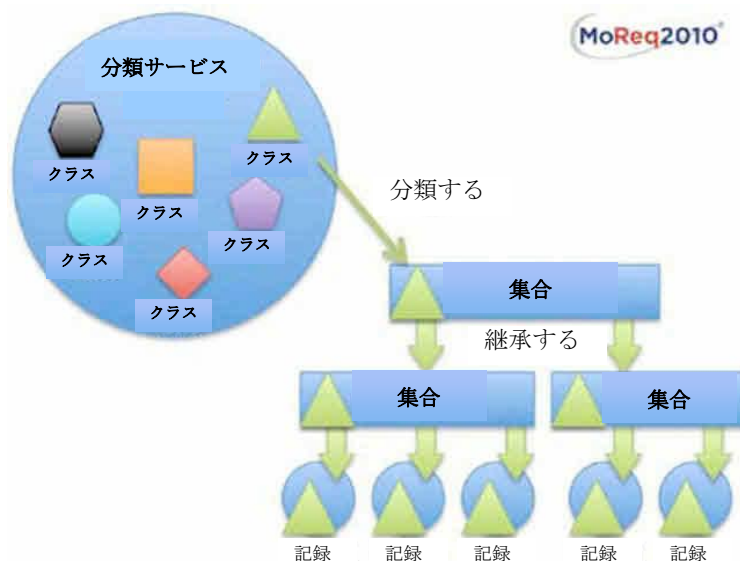 MoReq2010®
分類サービス
クラス
クラス
クラス
クラス
クラス
クラス
分類する
集合
継承する
集合
集合
記録
記録
記録
記録
記録